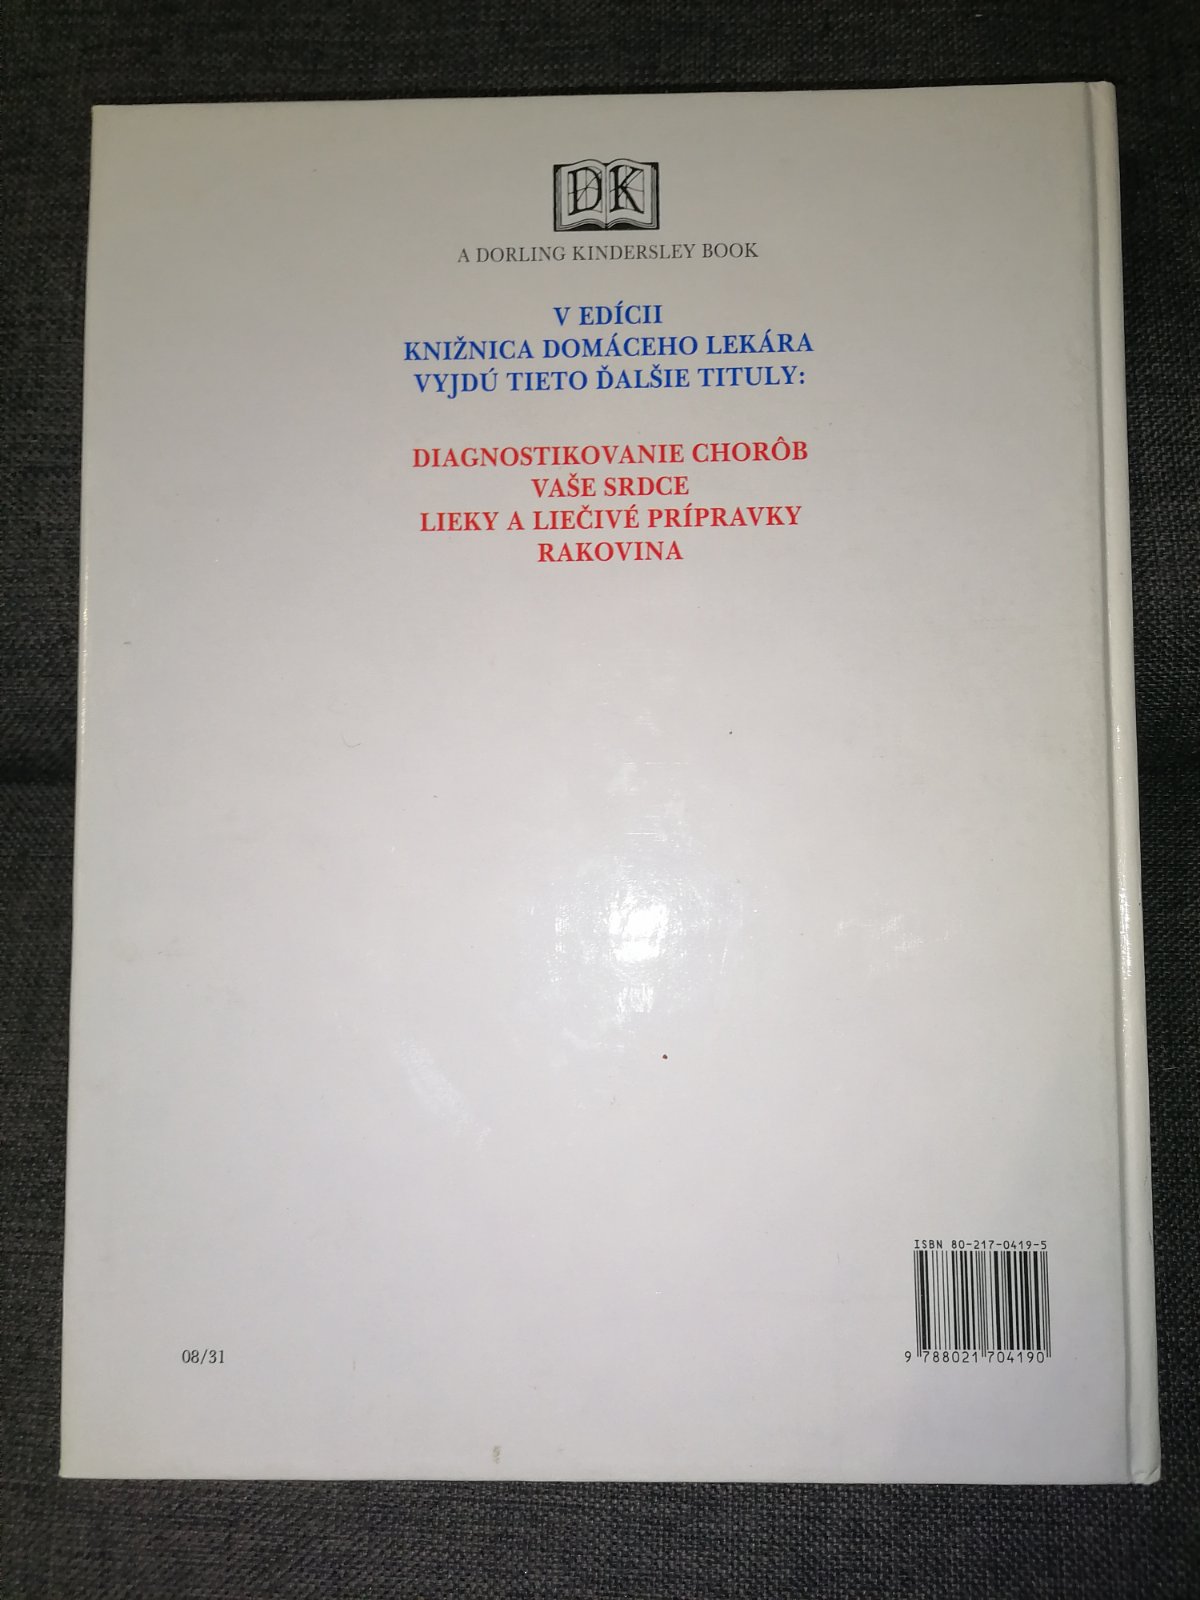 DK
A DORLING KINDERSLEY BOOK
V EDÍCII
KNIŽNICA DOMÁCEHO LEKÁRA
VYJDÚ TIETO ĎALŠIE TITULY:
DIAGNOSTIKOVANIE CHORÔB
VAŠE SRDCE
LIEKY A LIEČIVÉ PRÍPRAVKY
RAKOVINA
ISBN 80-217-0419-5
9 788021 704190
08/31